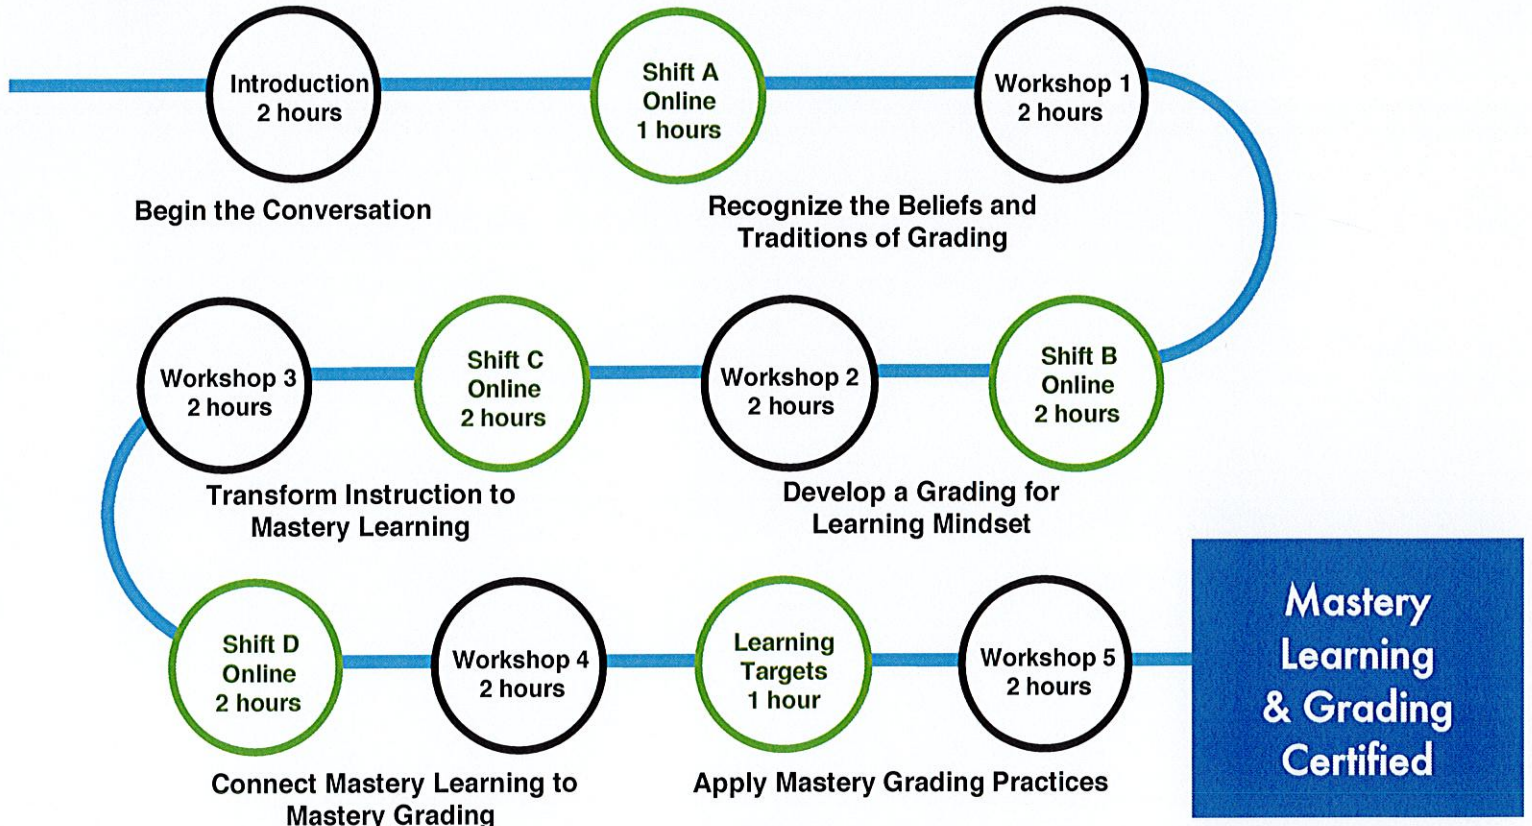 Introduction
2 hours
Shift A
Online
1 hours
Workshop 1
2 hours
Begin the Conversation
Recognize the Beliefs and
Traditions of Grading
Shift B
Online
2 hours
Workshop 2
2 hours
Shift C
Online
2 hours
Workshop 3
2 hours
Develop a Grading for
Learning Mindset
Transform Instruction to
Mastery Learning
Shift D
Online
2 hours
Workshop 4
2 hours
Learning
Targets
1 hour
Workshop 5
2 hours
Connect Mastery Learning to
Mastery Grading
Apply Mastery Grading Practices
Mastery
Learning
& Grading
Certified